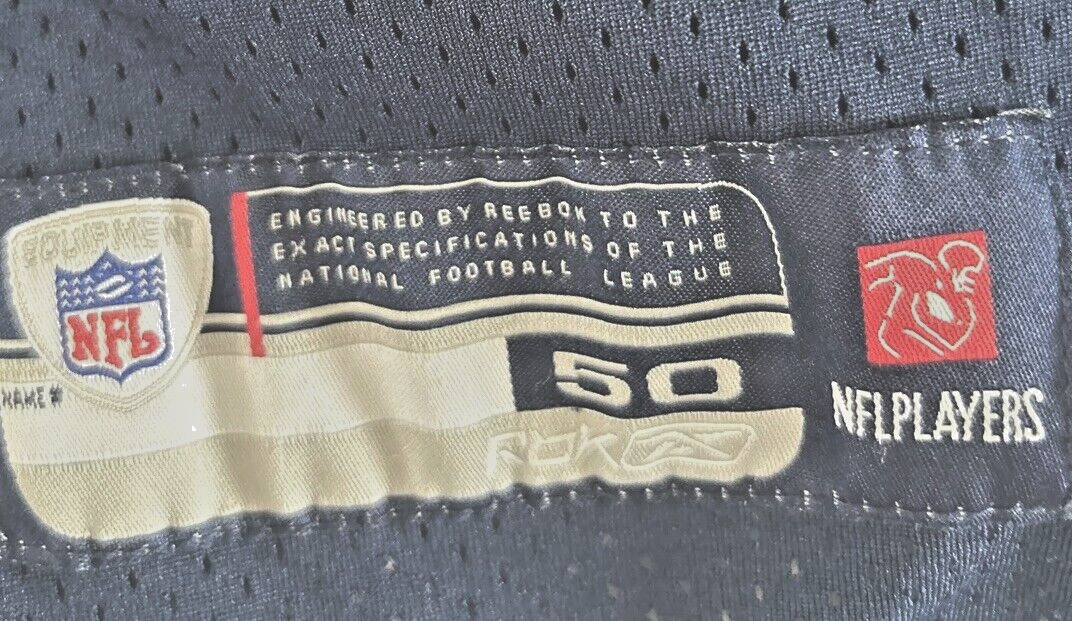 EQUIPMENT
NFL
ENGINEERED BY REEBOK TO THE
EXACT SPECIFICATIONS OF THE
NATIONAL FOOTBALL LEAGUE
NAME #
50
RBK
NFLPLAYERS